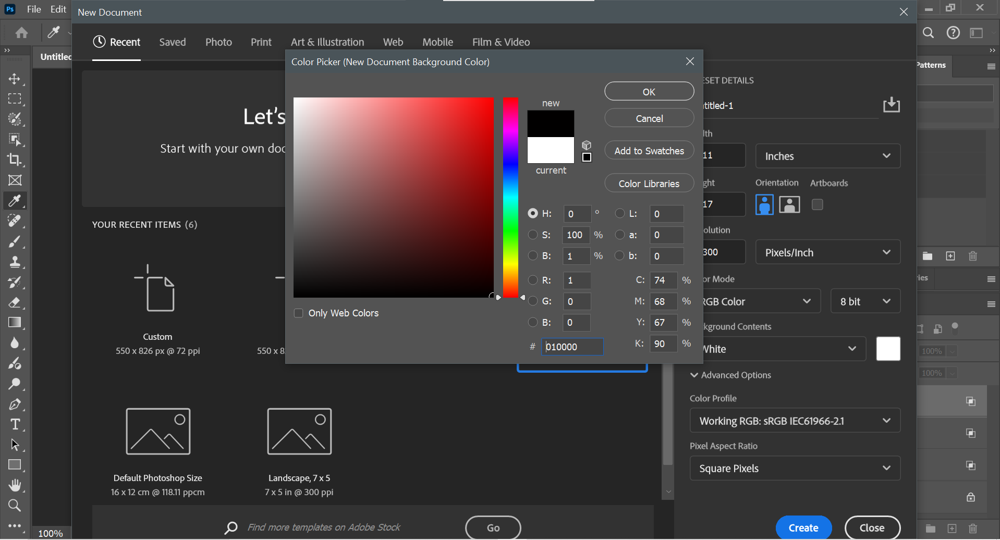 Ps File Edit
New Document
Recent Saved Photo Print Art & Illustration Web Mobile Film & Video
Untitled
Let's
Start with your own doc
YOUR RECENT ITEMS (6)
Custom
550 x 826 px @ 72 ppi
550 x 8
Default Photoshop Size
16 x 12 cm @ 118.11 ppcm
Landscape, 7 x 5
7 x 5 in @ 300 ppi
Find more templates on Adobe Stock
Go
100%
Color Picker (New Document Background Color)
new
current
OK
Cancel
Add to Swatches
Color Libraries
H: 0 °
S: 100 %
B: 1 %
R: 1
G: 0
B: 0
# 010000
L: 0
a: 0
b: 0
C: 74 %
M: 68 %
Y: 67 %
K: 90 %
Only Web Colors
ESET DETAILS
ntitled-1
dth
11 Inches
ght Orientation Artboards
17
olution
300 Pixels/Inch
or Mode
RGB Color 8 bit
kground Contents
White
Advanced Options
Color Profile
Working RGB: sRGB IEC61966-2.1
Pixel Aspect Ratio
Square Pixels
Create Close
Patterns
ries
100%
100%